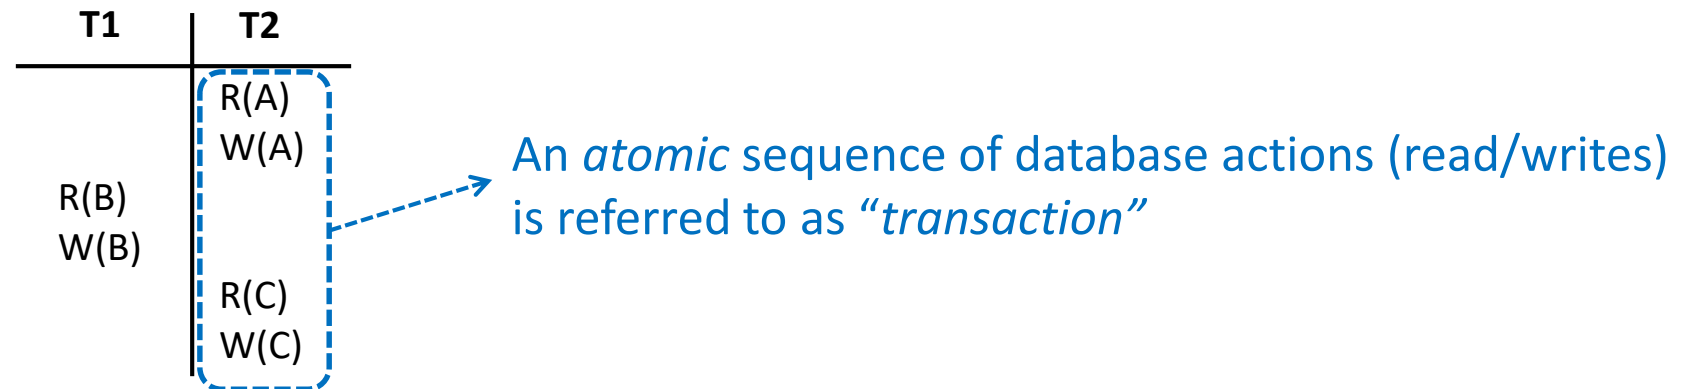 T1 T2
R(A)
W(A)
An atomic sequence of database actions (read/writes)
R(B)
is referred to as “transaction”
W(B)
R(C)
W(C)